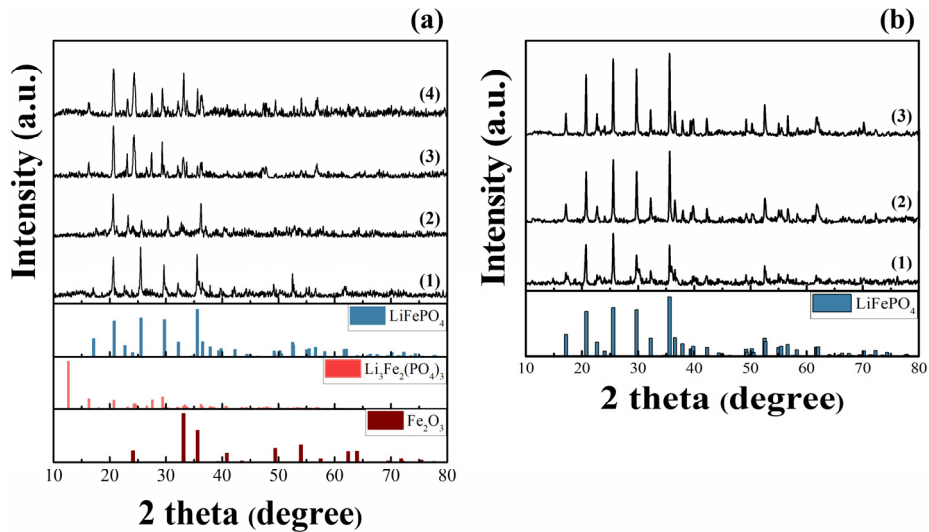 (a)
Intensity (a.u.)
(4)
(3)
(2)
(1)
LiFePO₄
Li₃Fe₂(PO₄)₃
Fe₂O₃
10 20 30 40 50 60 70 80
2 theta (degree)
(b)
Intensity (a.u.)
(3)
(2)
(1)
LiFePO₄
10 20 30 40 50 60 70 80
2 theta (degree)